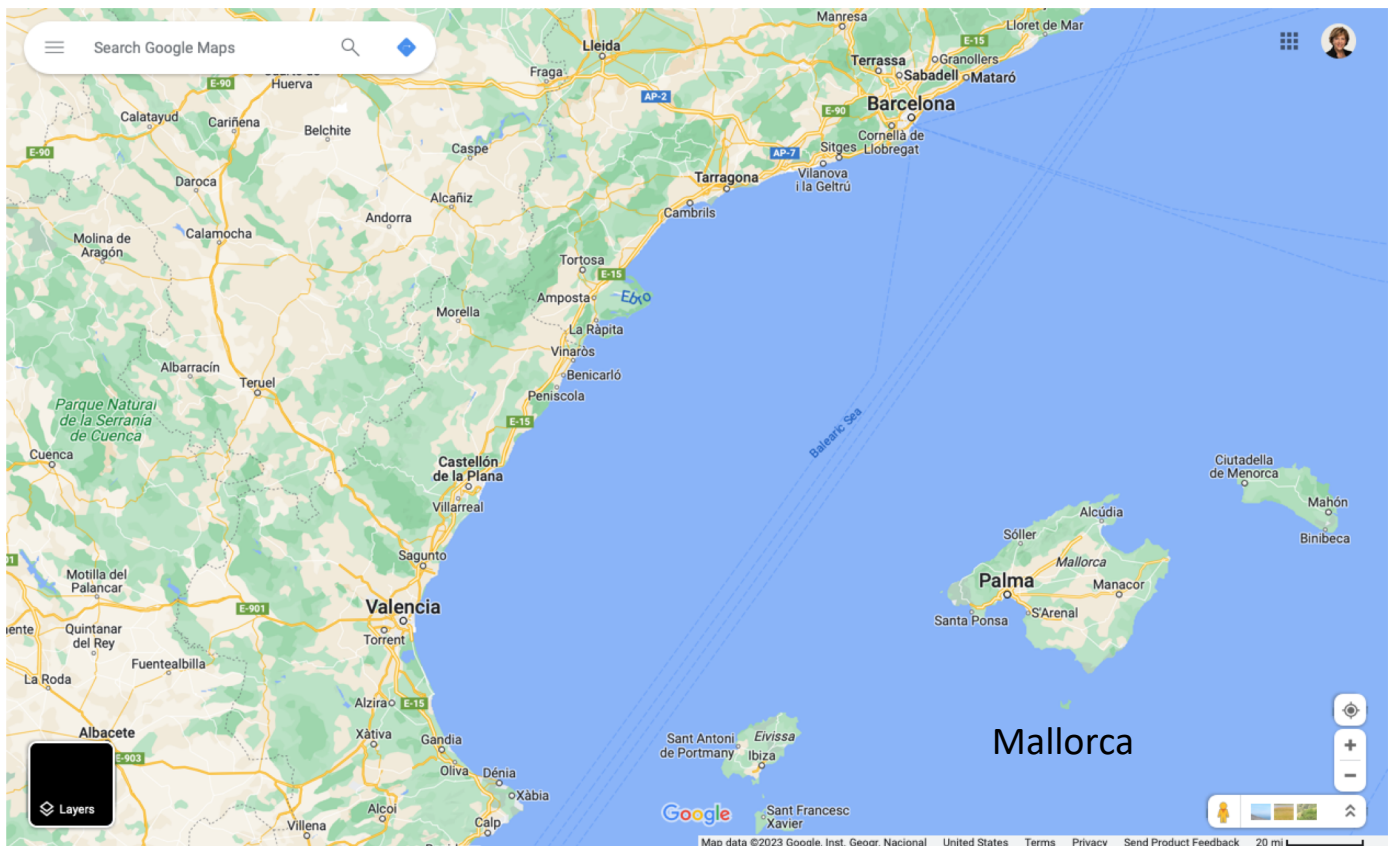 Search Google Maps
Manresa
Lloret de Mar
Lleida
E-15
Terrassa
Granollers
Fraga
Sabadell
Mataró
E-90
Huerva
AP-2
Barcelona
E-90
Calatayud
Cariñena
Belchite
Cornellà de
Llobregat
E-90
Caspe
AP-7
Sitges
Vilanova
i la Geltrú
Daroca
Tarragona
Alcañiz
Andorra
Cambrils
Molina de
Aragón
Calamocha
Tortosa
E-15
Amposta
Ebro
Morella
La Ràpita
Vinaròs
Albarracín
Benicarló
Teruel
Peniscola
Parque Natural
de la Serranía
de Cuenca
E-15
Balearic Sea
Cuenca
Castellón
de la Plana
Ciutadella
de Menorca
Villarreal
Mahón
Alcúdia
Sóller
Binibeca
Sagunto
Mallorca
Motilla del
Palancar
Palma
Manacor
E-901
Valencia
S'Arenal
Santa Ponsa
Quintanar
del Rey
Torrent
Fuentealbilla
La Roda
Alzira
E-15
Albacete
Xàtiva
Gandia
Sant Antoni
de Portmany
Eivissa
Ibiza
Mallorca
E-903
Oliva
Dénia
Xàbia
Layers
Alcoi
Google
Sant Francesc
Xavier
Villena
Calp
Map data ©2023 Google, Inst. Geogr. Nacional United States Terms Privacy Send Product Feedback 20 mi